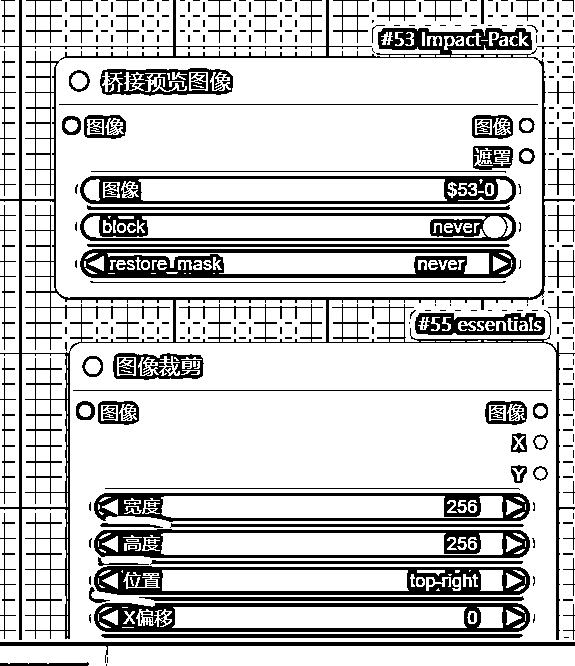 #53 Impact-Pack
桥接预览图像
图像 图像
遮罩
图像 $53-0
block never
restore_mask never
#55 essentials
图像裁剪
图像 图像
X
Y
宽度 256
高度 256
位置 top-right
X偏移 0